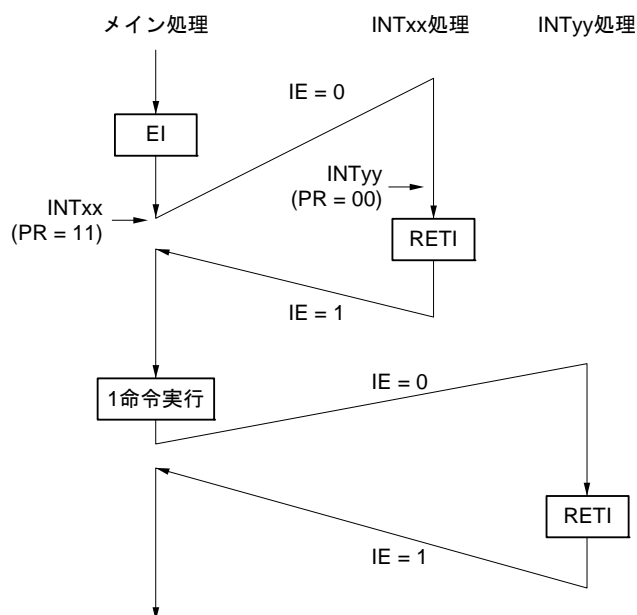 メイン処理
INTxx処理
INTyy処理
IE = 0
EI
INTxx
(PR = 11)
INTyy
(PR = 00)
RETI
IE = 1
IE = 0
1命令実行
RETI
IE = 1